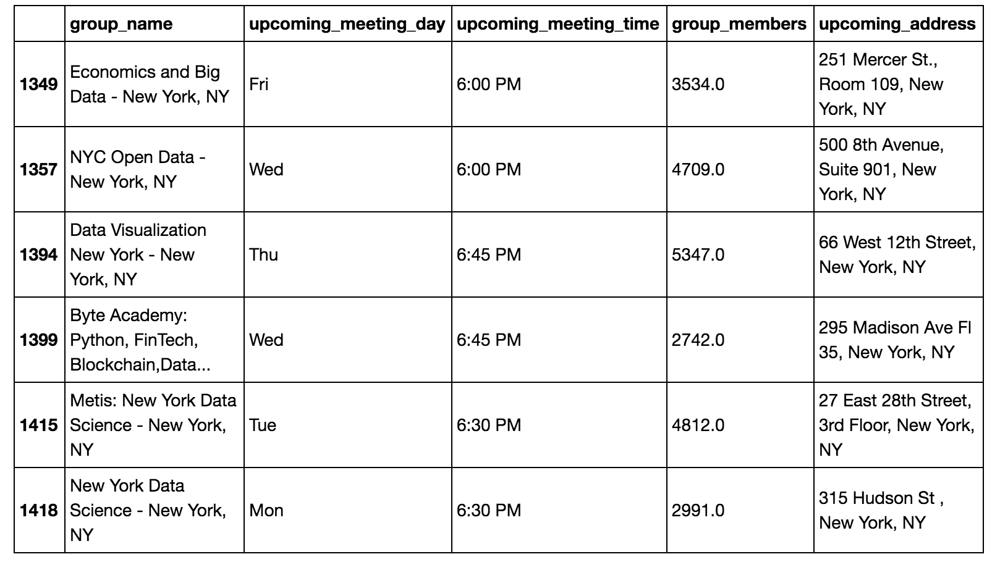 group_name upcoming_meeting_day upcoming_meeting_time group_members upcoming_address
1349 Economics and Big Data - New York, NY Fri 6:00 PM 3534.0 251 Mercer St., Room 109, New York, NY
1357 NYC Open Data - New York, NY Wed 6:00 PM 4709.0 500 8th Avenue, Suite 901, New York, NY
1394 Data Visualization New York - New York, NY Thu 6:45 PM 5347.0 66 West 12th Street, New York, NY
1399 Byte Academy: Python, FinTech, Blockchain,Data... Wed 6:45 PM 2742.0 295 Madison Ave Fl 35, New York, NY
1415 Metis: New York Data Science - New York, NY Tue 6:30 PM 4812.0 27 East 28th Street, 3rd Floor, New York, NY
1418 New York Data Science - New York, NY Mon 6:30 PM 2991.0 315 Hudson St , New York, NY